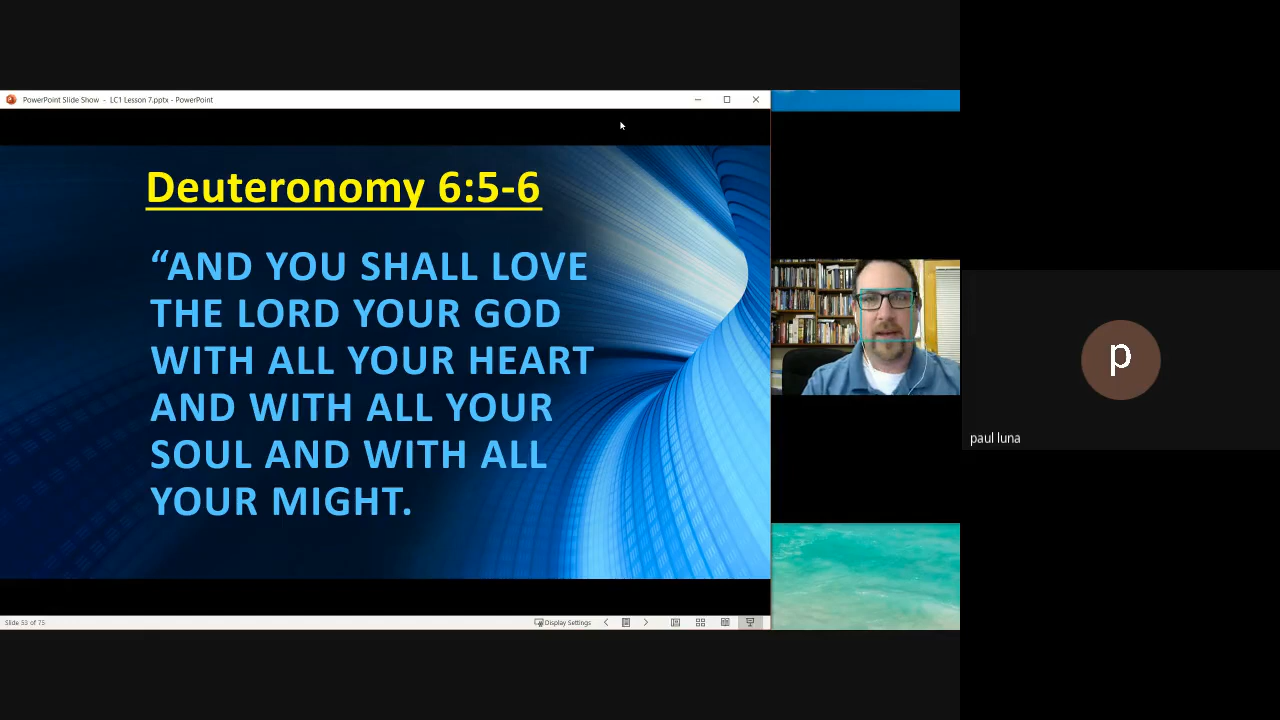 PowerPoint Slide Show - LC1 Lesson 7.pptx - PowerPoint
Deuteronomy 6:5-6
“AND YOU SHALL LOVE
THE LORD YOUR GOD
WITH ALL YOUR HEART
AND WITH ALL YOUR
SOUL AND WITH ALL
YOUR MIGHT.
Slide 53 of 75
Display Settings
p
paul luna